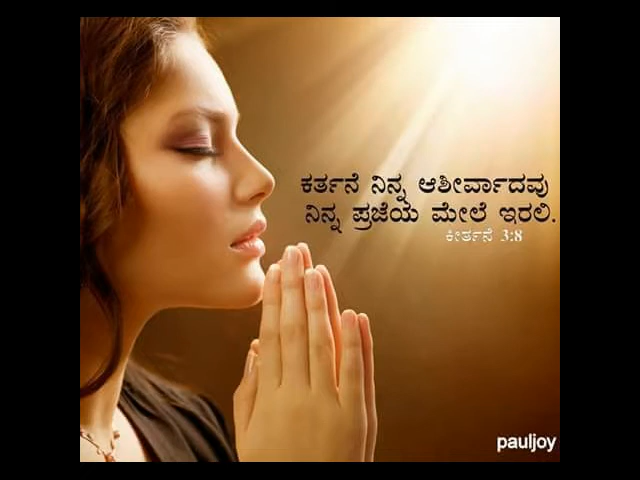 ಕರ್ತನೆ ನಿನ್ನ ಆಶೀರ್ವಾದವು
ನಿನ್ನ ಪ್ರಜೆಯ ಮೇಲೆ ಇರಲಿ.
ಕೀರ್ತನೆ 3:8
pauljoy